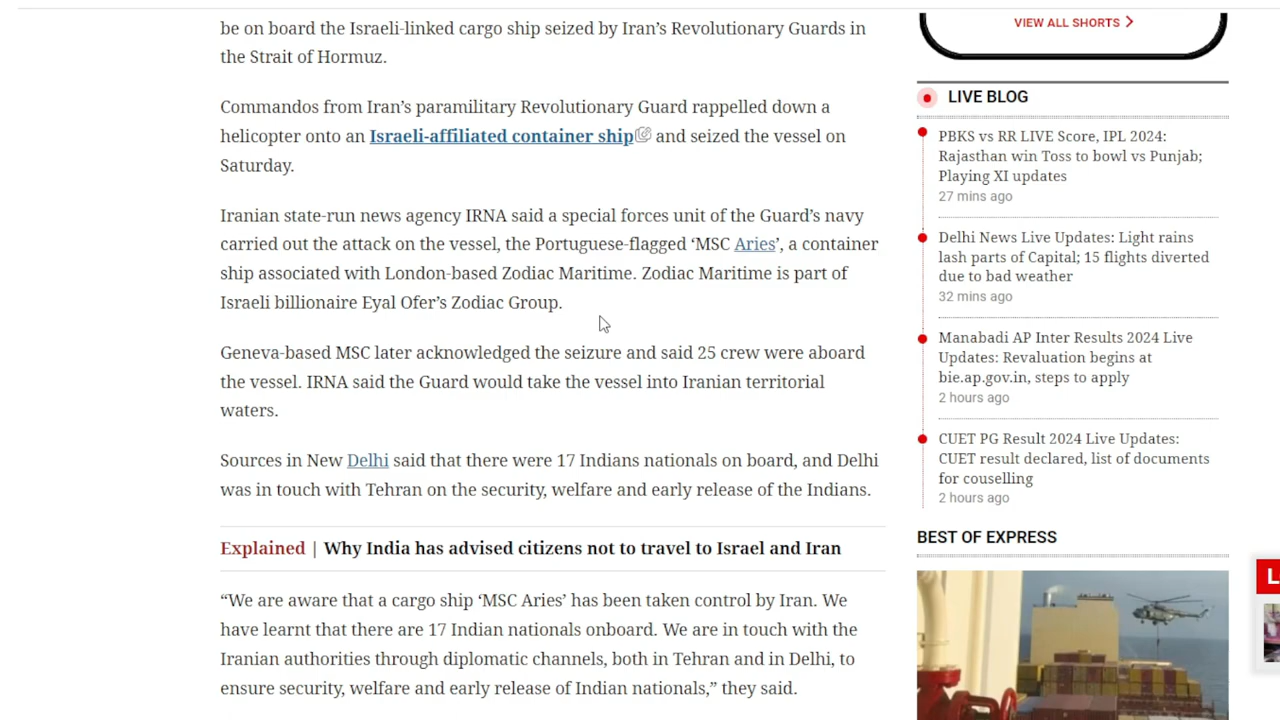 be on board the Israeli-linked cargo ship seized by Iran’s Revolutionary Guards in
the Strait of Hormuz.
Commandos from Iran’s paramilitary Revolutionary Guard rappelled down a
helicopter onto an Israeli-affiliated container ship and seized the vessel on
Saturday.
Iranian state-run news agency IRNA said a special forces unit of the Guard’s navy
carried out the attack on the vessel, the Portuguese-flagged ‘MSC Aries’, a container
ship associated with London-based Zodiac Maritime. Zodiac Maritime is part of
Israeli billionaire Eyal Ofer’s Zodiac Group.
Geneva-based MSC later acknowledged the seizure and said 25 crew were aboard
the vessel. IRNA said the Guard would take the vessel into Iranian territorial
waters.
Sources in New Delhi said that there were 17 Indians nationals on board, and Delhi
was in touch with Tehran on the security, welfare and early release of the Indians.
Explained | Why India has advised citizens not to travel to Israel and Iran
“We are aware that a cargo ship ‘MSC Aries’ has been taken control by Iran. We
have learnt that there are 17 Indian nationals onboard. We are in touch with the
Iranian authorities through diplomatic channels, both in Tehran and in Delhi, to
ensure security, welfare and early release of Indian nationals,” they said.
VIEW ALL SHORTS
LIVE BLOG
PBKS vs RR LIVE Score, IPL 2024:
Rajasthan win Toss to bowl vs Punjab;
Playing XI updates
27 mins ago
Delhi News Live Updates: Light rains
lash parts of Capital; 15 flights diverted
due to bad weather
32 mins ago
Manabadi AP Inter Results 2024 Live
Updates: Revaluation begins at
bie.ap.gov.in, steps to apply
2 hours ago
CUET PG Result 2024 Live Updates:
CUET result declared, list of documents
for couselling
2 hours ago
BEST OF EXPRESS